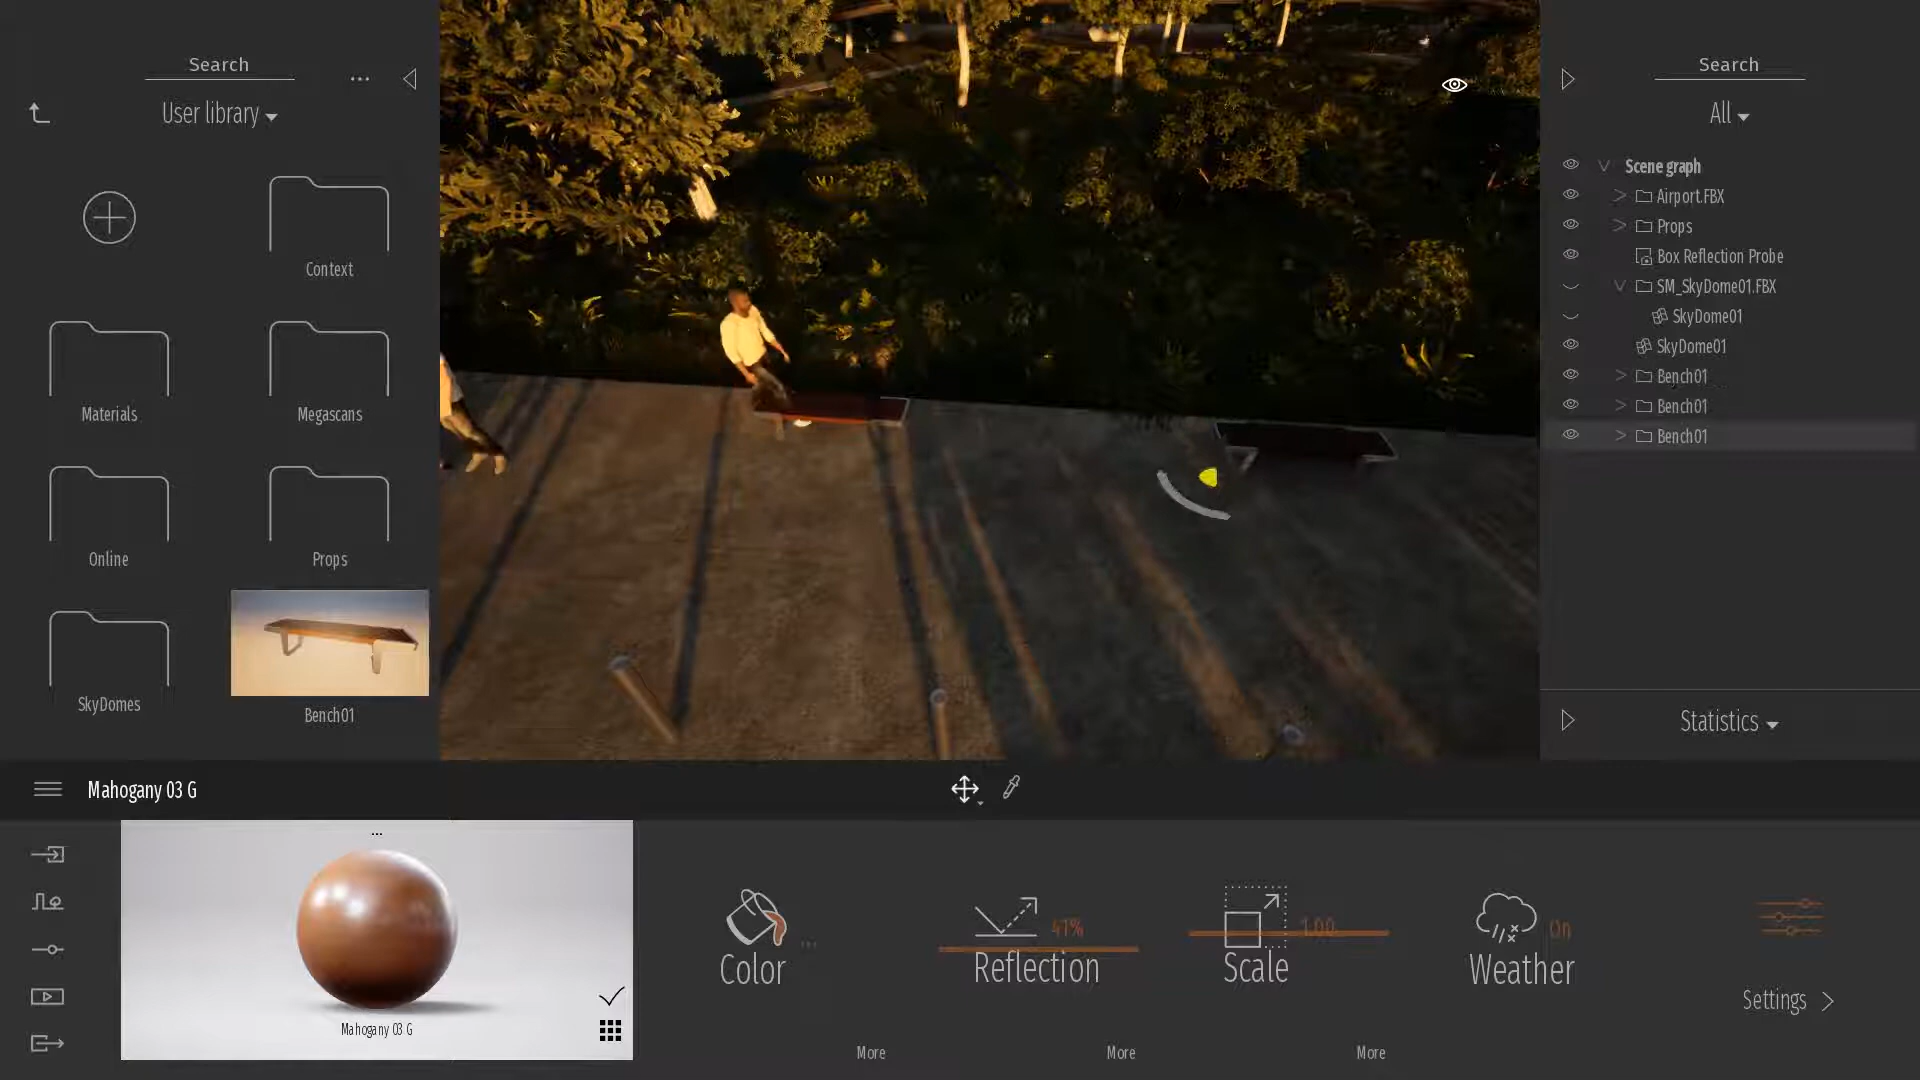 Search
...
User library
Context
Materials
Megascans
Online
Props
SkyDomes
Bench01
Search
All
Scene graph
Airport.FBX
Props
Box Reflection Probe
SM_SkyDome01.FBX
SkyDome01
SkyDome01
Bench01
Bench01
Bench01
Statistics
Mahogany 03 G
...
Mahogany 03 G
Color
...
More
41%
Reflection
More
1.00
Scale
More
On
Weather
Settings